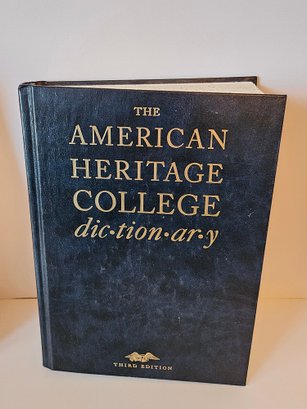 THE
AMERICAN
HERITAGE
COLLEGE
dic•tion•ar•y
THIRD EDITION